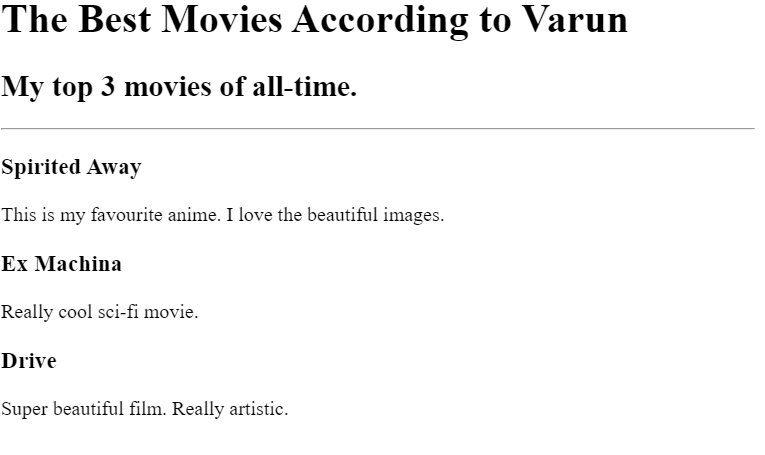 The Best Movies According to Varun
My top 3 movies of all-time.
Spirited Away
This is my favourite anime. I love the beautiful images.
Ex Machina
Really cool sci-fi movie.
Drive
Super beautiful film. Really artistic.